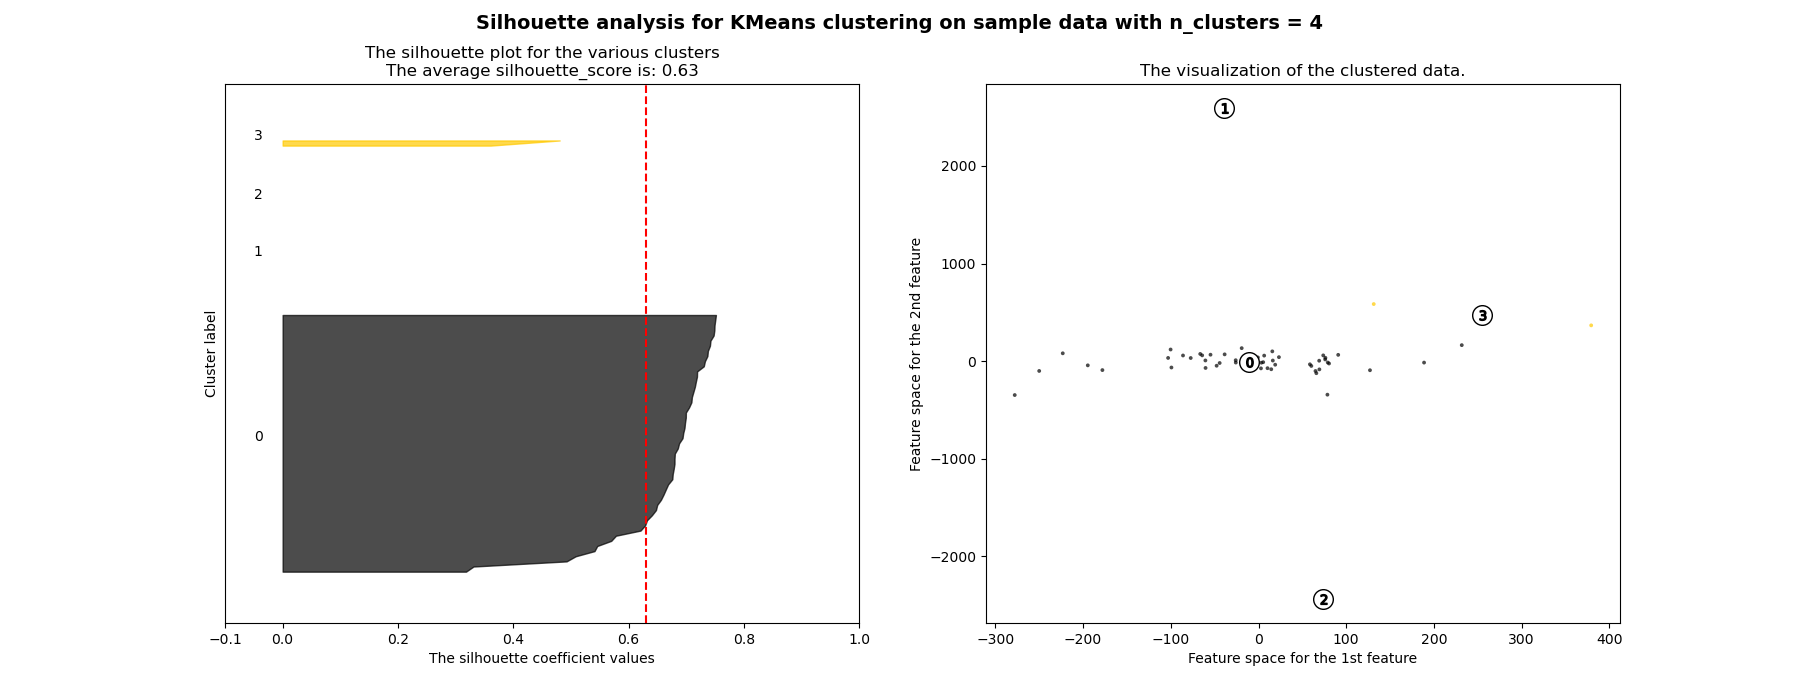 Silhouette analysis for KMeans clustering on sample data with n_clusters = 4
The silhouette plot for the various clusters
The average silhouette_score is: 0.63
3
2
1
0
Cluster label
−0.1 0.0 0.2 0.4 0.6 0.8 1.0
The silhouette coefficient values
The visualization of the clustered data.
1
2000
1000
3
0
0
−1000
−2000
2
Feature space for the 2nd feature
−300 −200 −100 0 100 200 300 400
Feature space for the 1st feature